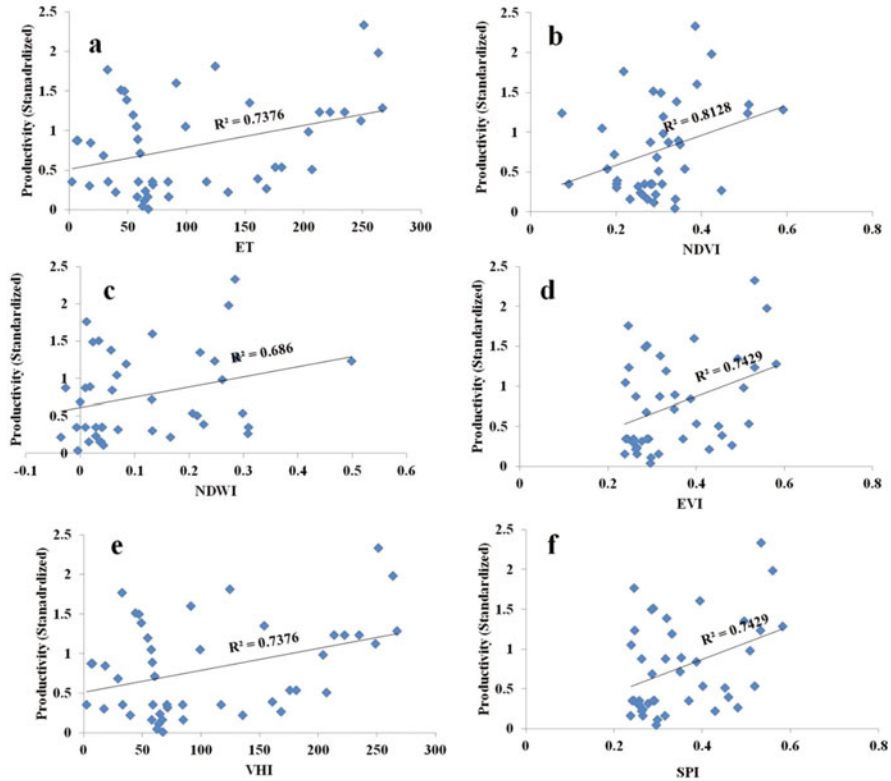 a
Productivity (Stanadrdized)
2.5
2
1.5
1
0.5
0
R² = 0.7376
0 50 100 150 200 250 300
ET
b
Productivity (Standardized)
2.5
2
1.5
1
0.5
0
R² = 0.8128
0 0.2 0.4 0.6 0.8
NDVI
c
Productivity (Standardized)
2.5
2
1.5
1
0.5
0
R² = 0.686
-0.1 0 0.1 0.2 0.3 0.4 0.5 0.6
NDWI
d
Productivity (Standardized)
2.5
2
1.5
1
0.5
0
R² = 0.7429
0 0.2 0.4 0.6 0.8
EVI
e
Productivity (Stanadrdized)
2.5
2
1.5
1
0.5
0
R² = 0.7376
0 50 100 150 200 250 300
VHI
f
Productivity (Standardized)
2.5
2
1.5
1
0.5
0
R² = 0.7429
0 0.2 0.4 0.6 0.8
SPI